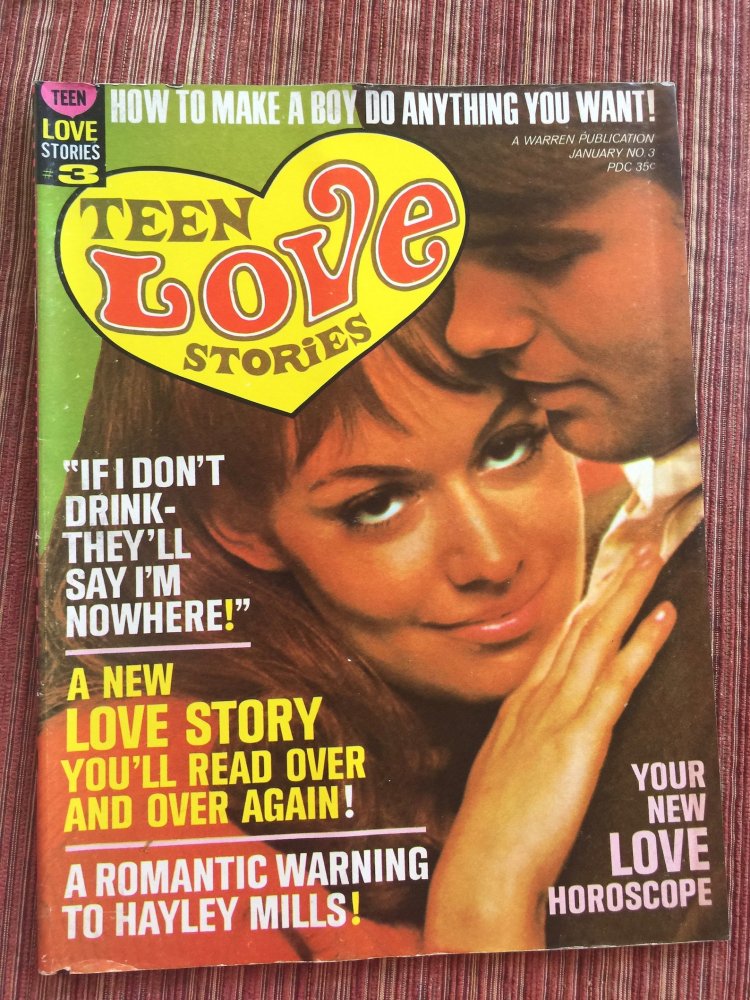 TEEN
LOVE
STORIES
#3
HOW TO MAKE A BOY DO ANYTHING YOU WANT!
A WARREN PUBLICATION
JANUARY NO 3
PDC 35¢
TEEN
LOVE
STORiES
"IF I DON'T
DRINK-
THEY'LL
SAY I'M
NOWHERE!"
A NEW
LOVE STORY
YOU'LL READ OVER
AND OVER AGAIN!
A ROMANTIC WARNING
TO HAYLEY MILLS!
YOUR
NEW
LOVE
HOROSCOPE